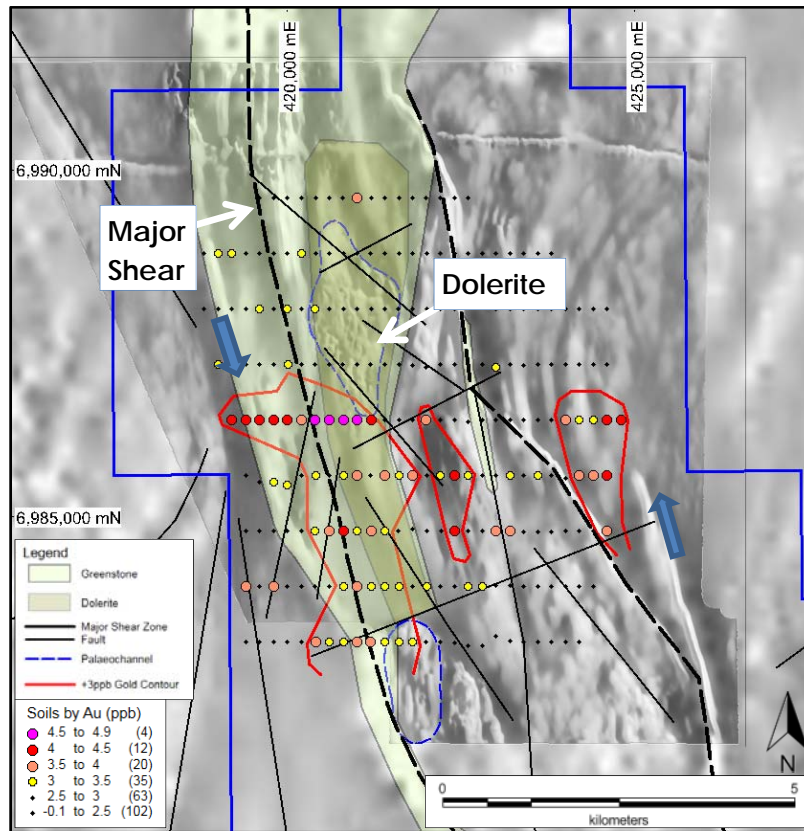 420,000 mE
425,000 mE
6,990,000 mN
Major
Shear
Dolerite
6,985,000 mN
Legend
Greenstone
Dolerite
Major Shear Zone
Fault
Palaeochannel
+3ppb Gold Contour
Soils by Au (ppb)
4.5 to 4.9 (4)
4 to 4.5 (12)
3.5 to 4 (20)
3 to 3.5 (35)
2.5 to 3 (63)
-0.1 to 2.5 (102)
N
0 5
kilometers